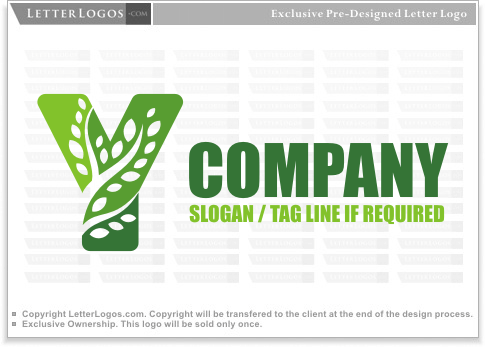 LETTERLOGOS.COM
Exclusive Pre-Designed Letter Logo
Y COMPANY
SLOGAN / TAG LINE IF REQUIRED
Copyright LetterLogos.com. Copyright will be transfered to the client at the end of the design process.
Exclusive Ownership. This logo will be sold only once.